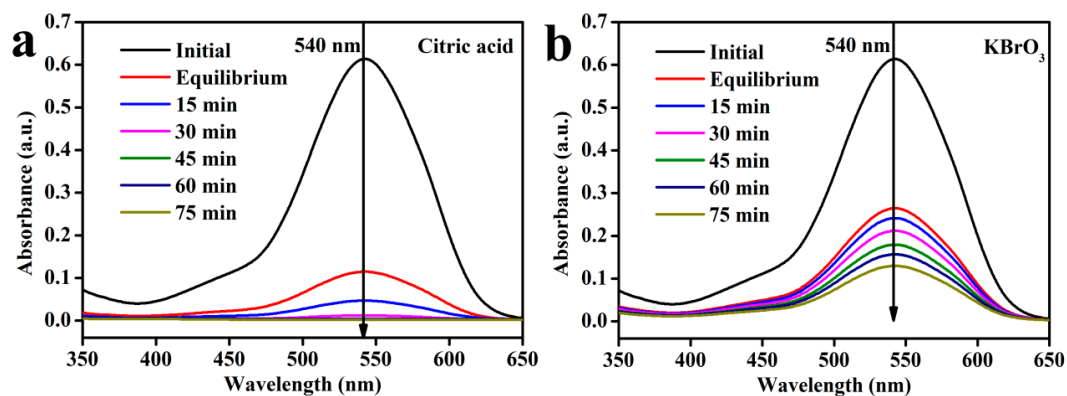 a
540 nm
Citric acid
Initial
Equilibrium
15 min
30 min
45 min
60 min
75 min
Absorbance (a.u.)
0.7
0.6
0.5
0.4
0.3
0.2
0.1
0.0
350 400 450 500 550 600 650
Wavelength (nm)
b
540 nm
KBrO₃
Initial
Equilibrium
15 min
30 min
45 min
60 min
75 min
Absorbance (a.u.)
0.7
0.6
0.5
0.4
0.3
0.2
0.1
0.0
350 400 450 500 550 600 650
Wavelength (nm)